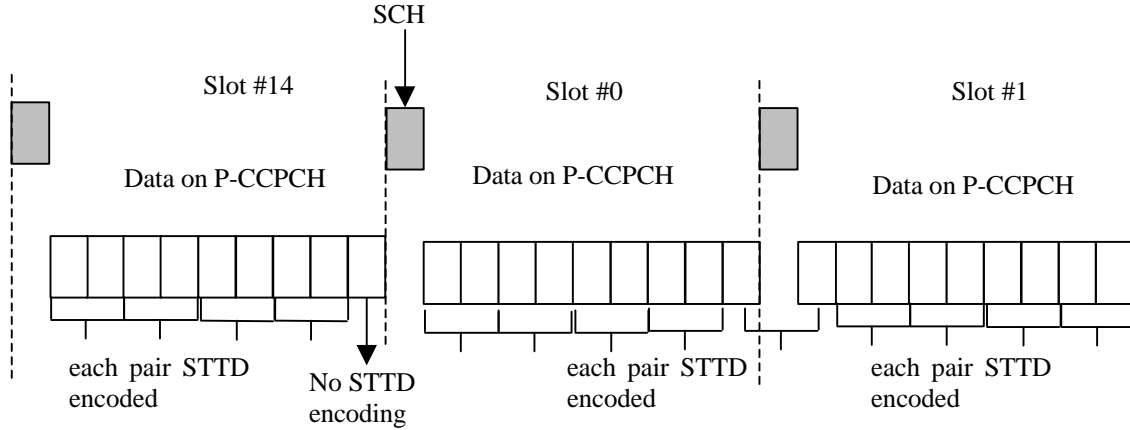 SCH
Slot #14
Slot #0
Slot #1
Data on P-CCPCH
Data on P-CCPCH
Data on P-CCPCH
each pair STTD
encoded
No STTD
encoding
each pair STTD
encoded
each pair STTD
encoded